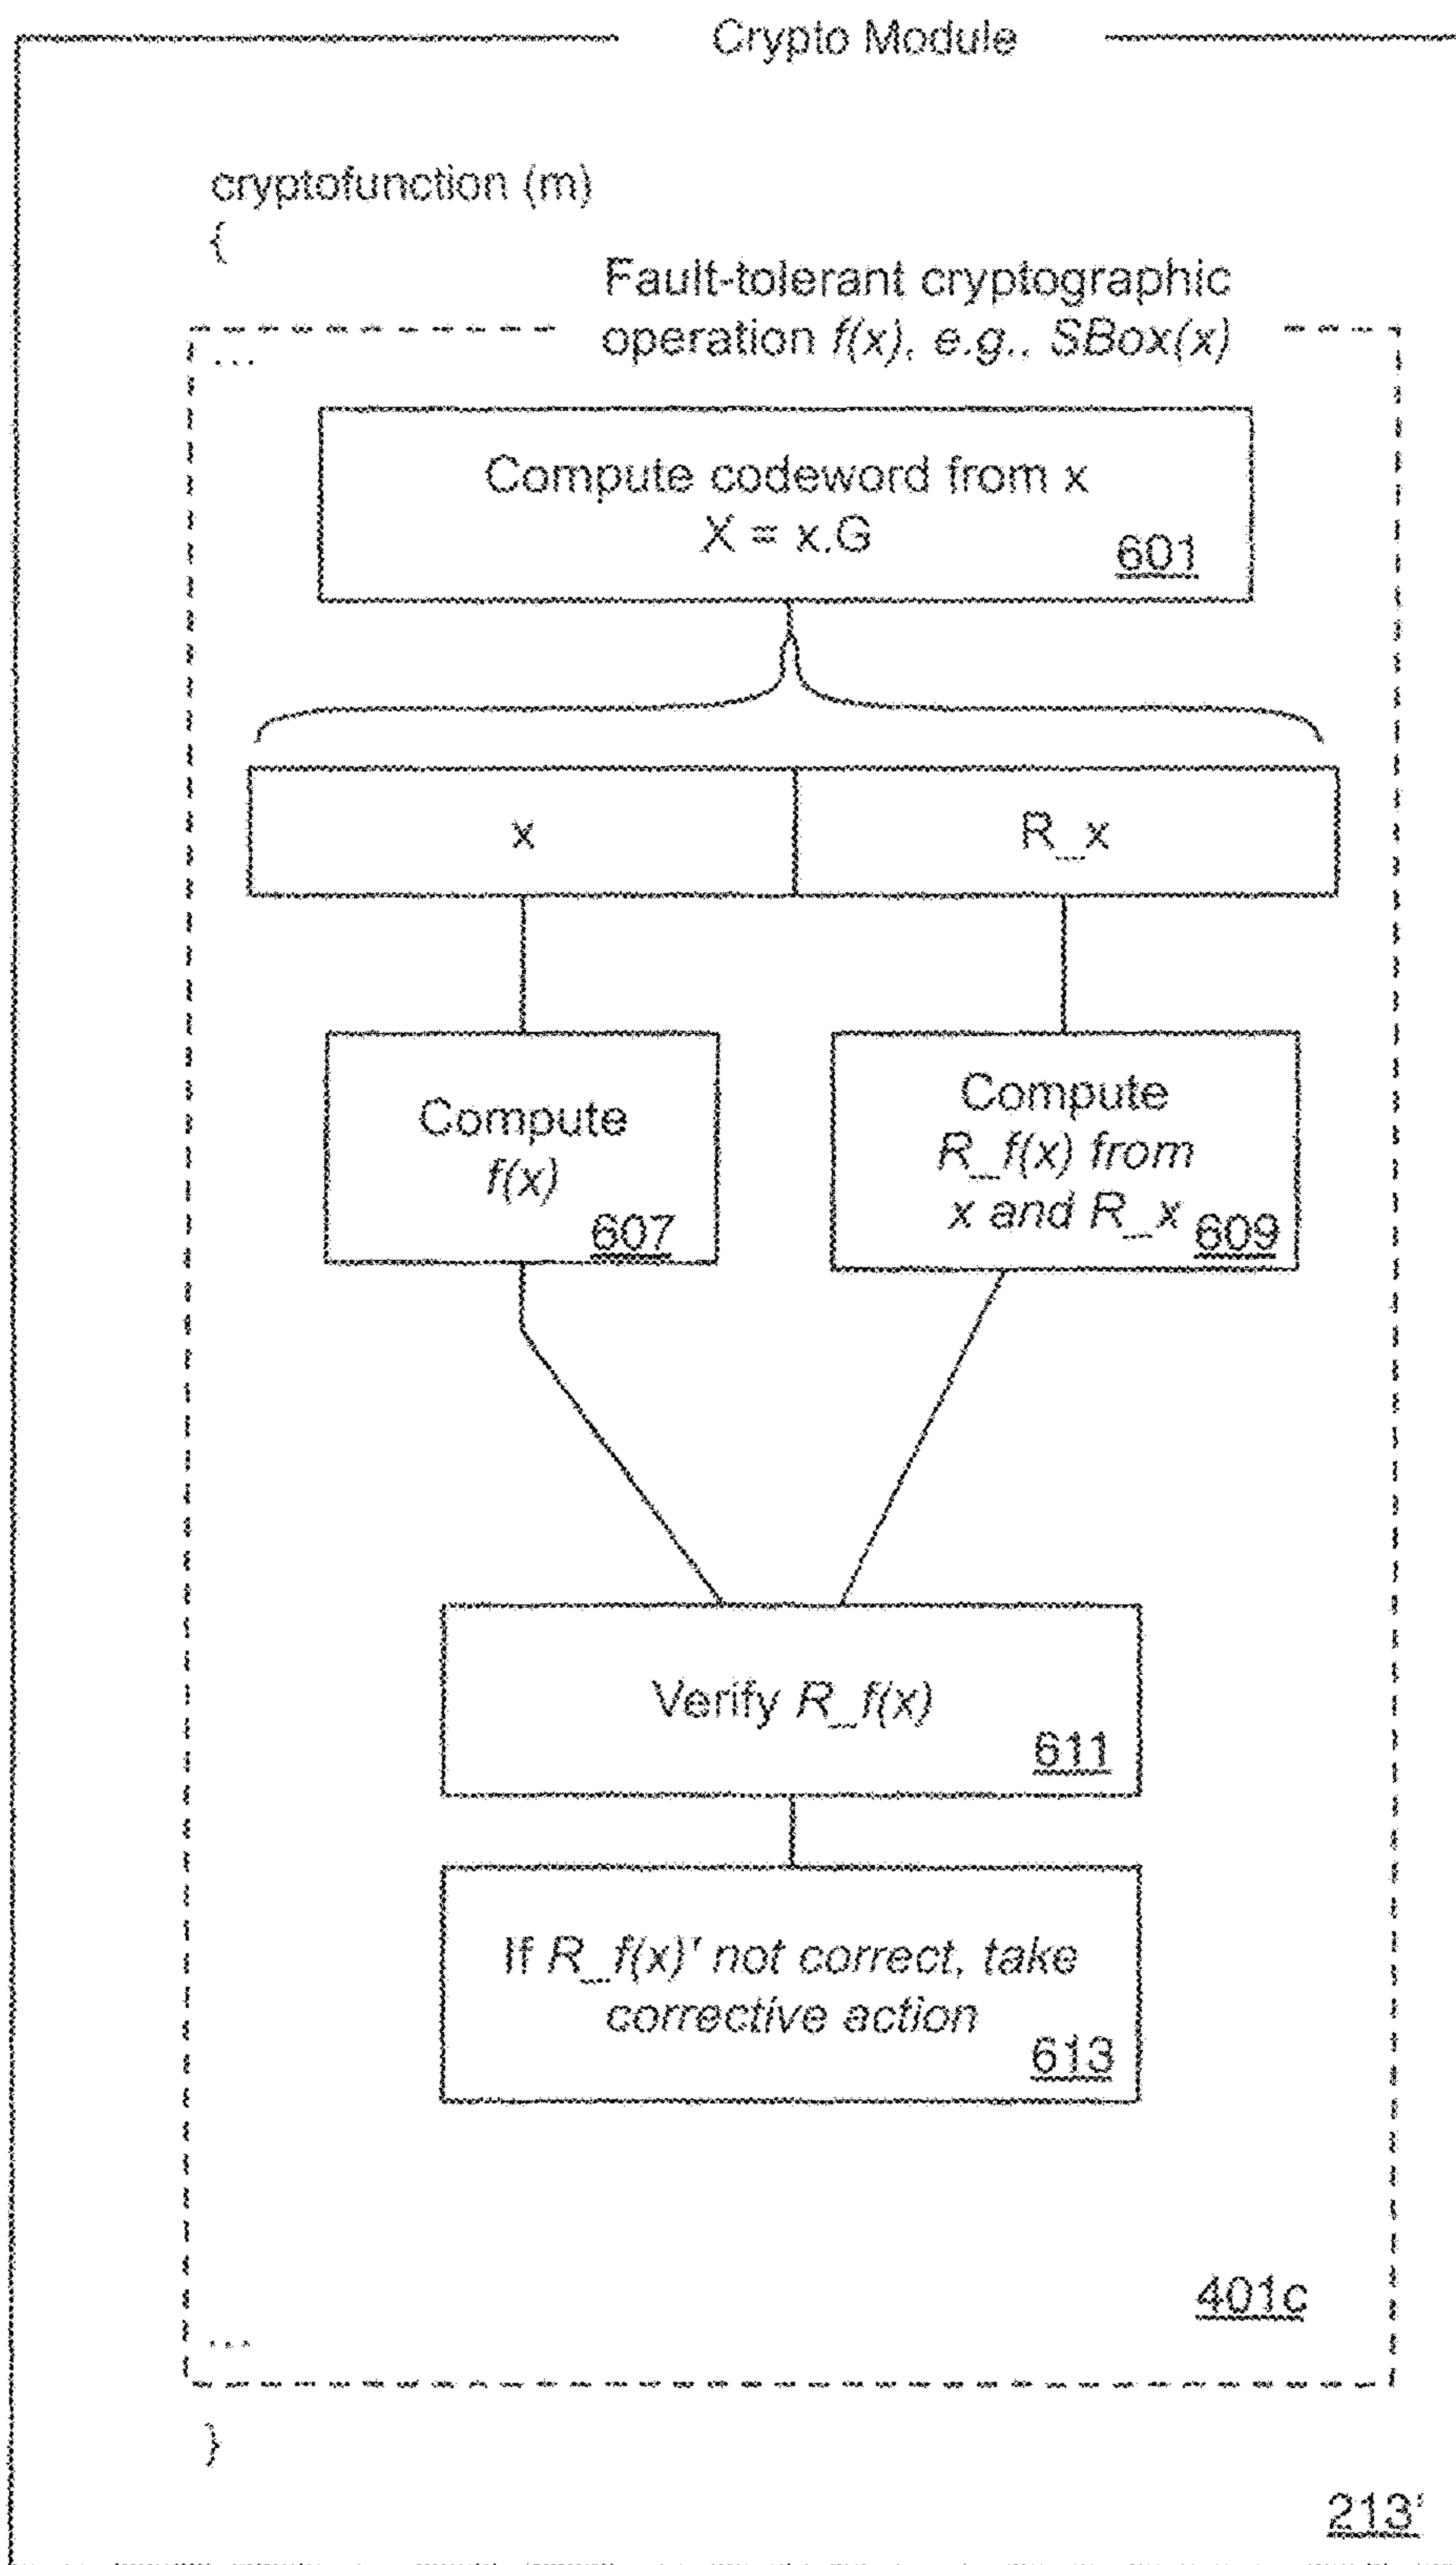 Crypto Module
cryptofunction (m)
{
Fault-tolerant cryptographic
operation f(x), e.g., SBox(x)
...
Compute codeword from x
X = x.G
601
x
R_x
Compute
f(x)
607
Compute
R_f(x) from
x and R_x
609
Verify R_f(x)
611
If R_f(x)' not correct, take
corrective action
613
401c
...
}
213'